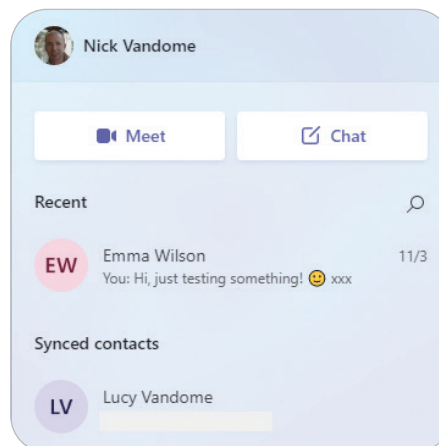 Nick Vandome
Meet
Chat
Recent
EW
Emma Wilson
11/3
You: Hi, just testing something! 🙂 xxx
Synced contacts
LV
Lucy Vandome